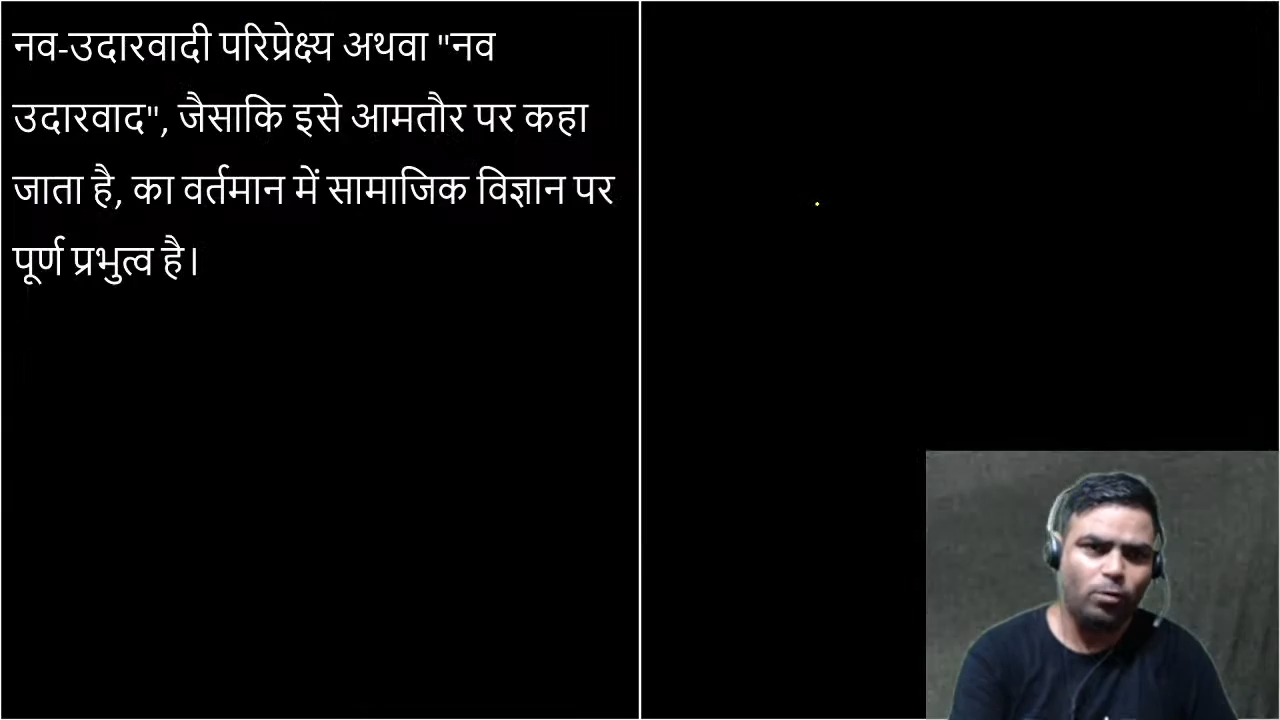 नव-उदारवादी परिप्रेक्ष्य अथवा "नव
उदारवाद", जैसाकि इसे आमतौर पर कहा
जाता है, का वर्तमान में सामाजिक विज्ञान पर
पूर्ण प्रभुत्व है।